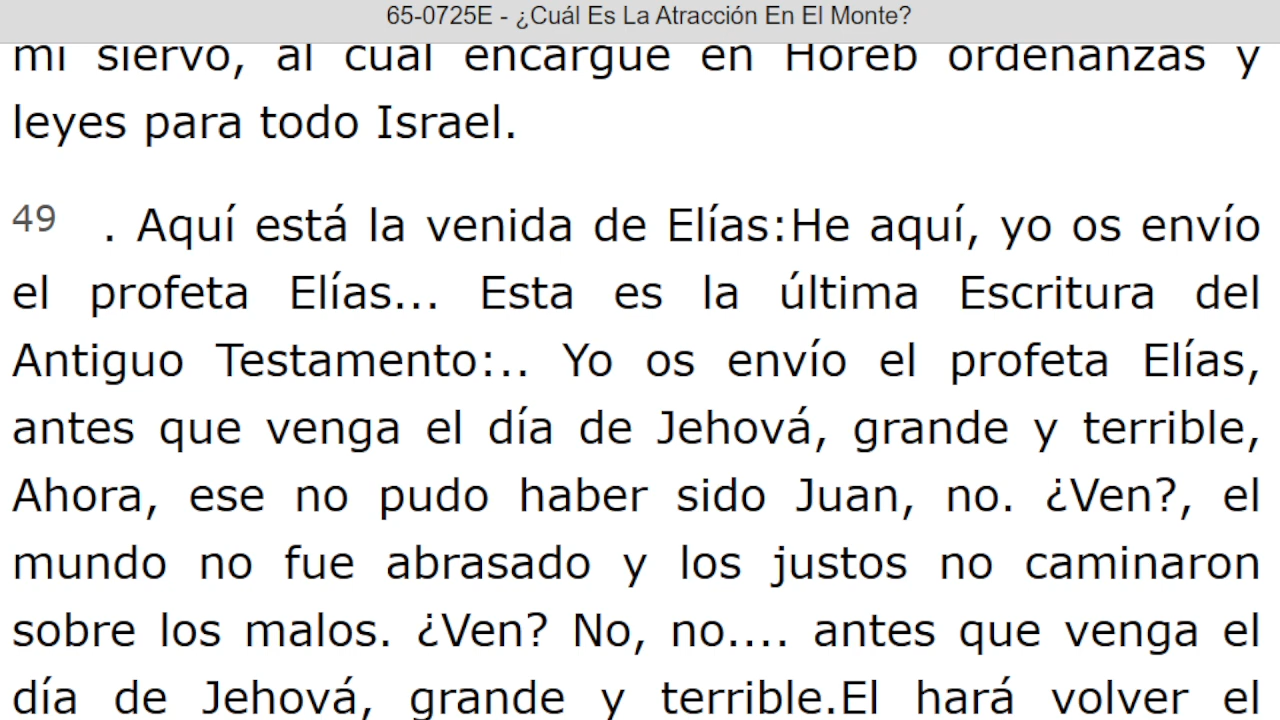 65-0725E - ¿Cuál Es La Atracción En El Monte?
mi siervo, al cual encargué en Horeb ordenanzas y
leyes para todo Israel.
49 . Aquí está la venida de Elías:He aquí, yo os envío
el profeta Elías... Esta es la última Escritura del
Antiguo Testamento:.. Yo os envío el profeta Elías,
antes que venga el día de Jehová, grande y terrible,
Ahora, ese no pudo haber sido Juan, no. ¿Ven?, el
mundo no fue abrasado y los justos no caminaron
sobre los malos. ¿Ven? No, no.... antes que venga el
día de Jehová, grande y terrible.El hará volver el